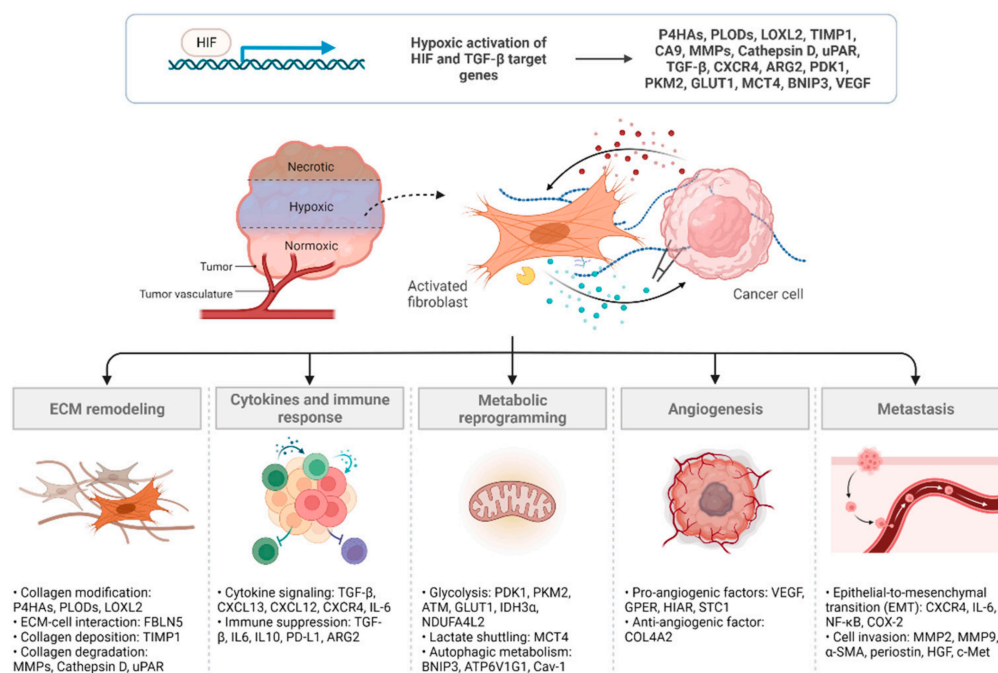 HIF
Hypoxic activation of
HIF and TGF-β target
genes
P4HAs, PLODs, LOXL2, TIMP1,
CA9, MMPs, Cathepsin D, uPAR,
TGF-β, CXCR4, ARG2, PDK1,
PKM2, GLUT1, MCT4, BNIP3, VEGF
Necrotic
Hypoxic
Normoxic
Tumor
Tumor vasculature
Activated
fibroblast
Cancer cell
ECM remodeling
• Collagen modification:
P4HAs, PLODs, LOXL2
• ECM-cell interaction: FBLN5
• Collagen deposition: TIMP1
• Collagen degradation:
MMPs, Cathepsin D, uPAR
Cytokines and immune
response
• Cytokine signaling: TGF-β,
CXCL13, CXCL12, CXCR4, IL-6
• Immune suppression: TGF-
β, IL6, IL10, PD-L1, ARG2
Metabolic
reprogramming
• Glycolysis: PDK1, PKM2,
ATM, GLUT1, IDH3α,
NDUFA4L2
• Lactate shuttling: MCT4
• Autophagic metabolism:
BNIP3, ATP6V1G1, Cav-1
Angiogenesis
• Pro-angiogenic factors: VEGF,
GPER, HIAR, STC1
• Anti-angiogenic factor:
COL4A2
Metastasis
• Epithelial-to-mesenchymal
transition (EMT): CXCR4, IL-6,
NF-κB, COX-2
• Cell invasion: MMP2, MMP9,
α-SMA, periostin, HGF, c-Met